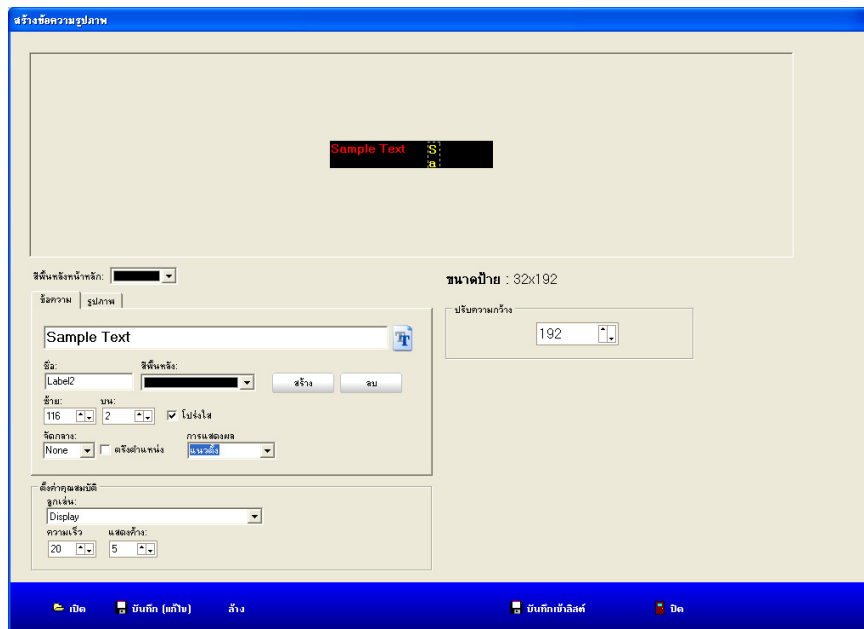 สร้างข้อความรูปภาพ
Sample Text
S
a
สีพื้นหลังหน้าหลัก:
ขนาดป้าย : 32x192
ข้อความ
รูปภาพ
ปรับความกว้าง
192
Sample Text
ชื่อ:
สีพื้นหลัง:
Label2
สร้าง
ลบ
ซ้าย:
บน:
116
2
โปร่งใส
จัดกลาง:
การแสดงผล
None
ตรึงตำแหน่ง
แนวตั้ง
ตั้งค่าคุณสมบัติ
ลูกเล่น:
Display
ความเร็ว
แสดงค้าง:
20
5
เปิด
บันทึก (แก้ไข)
ล้าง
บันทึกเข้าลิสต์
ปิด